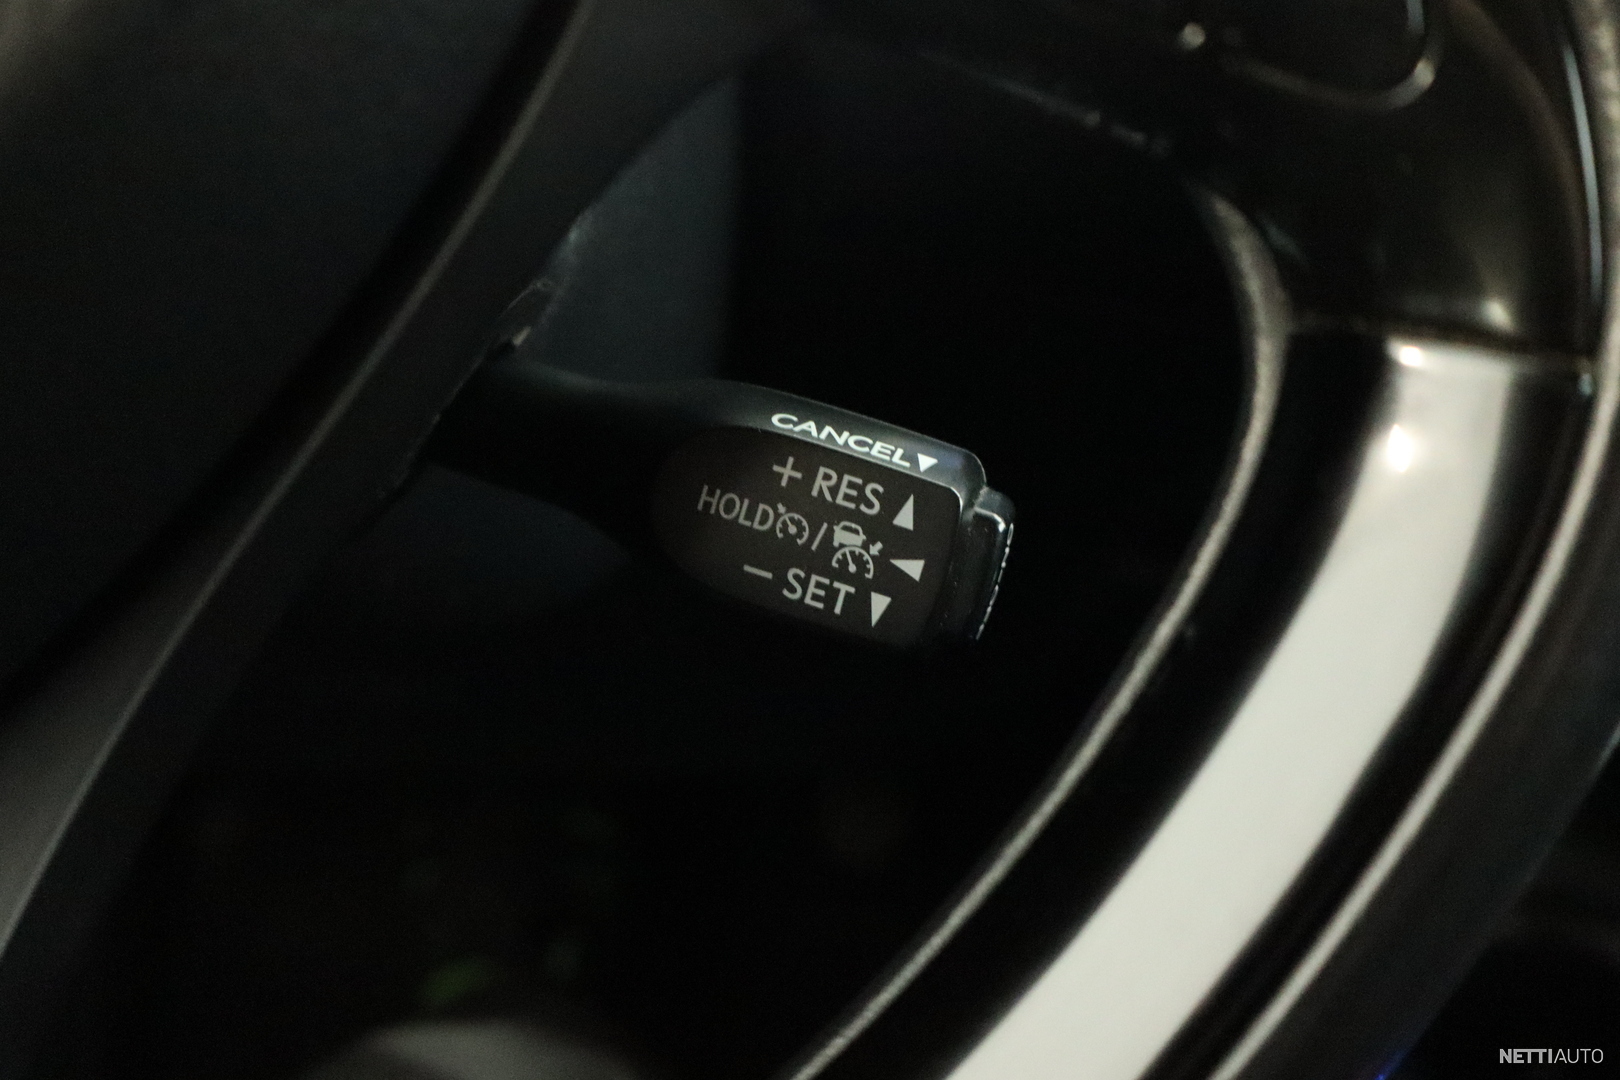 CANCEL▼
+ RES ▲
HOLD / ◀
− SET ▼
NETTIAUTO